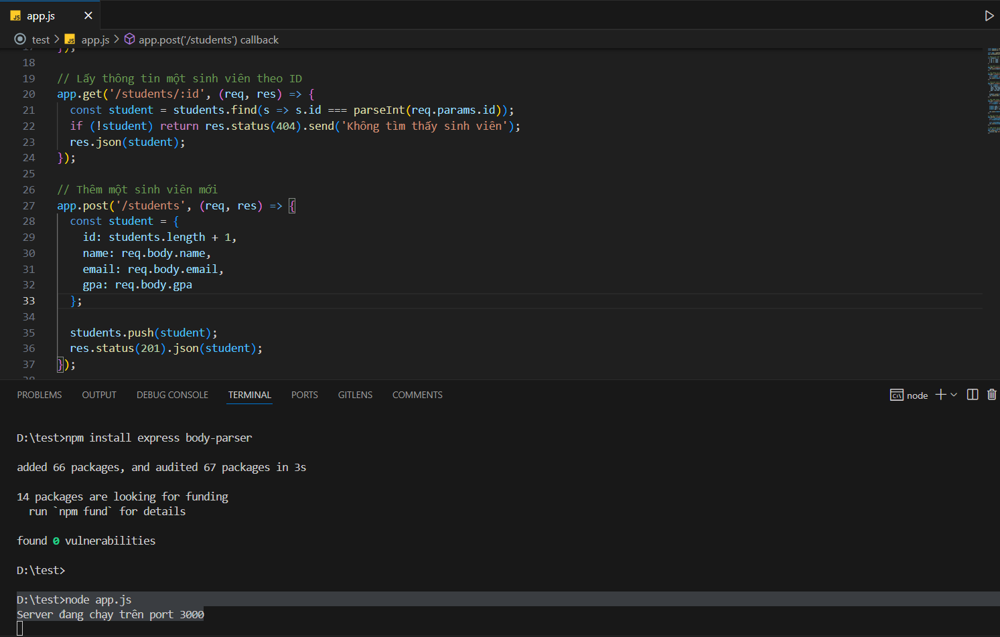 JS app.js
test > JS app.js > app.post('/students') callback
17 });
18
19 // Lấy thông tin một sinh viên theo ID
20 app.get('/students/:id', (req, res) => {
21 const student = students.find(s => s.id === parseInt(req.params.id));
22 if (!student) return res.status(404).send('Không tìm thấy sinh viên');
23 res.json(student);
24 });
25
26 // Thêm một sinh viên mới
27 app.post('/students', (req, res) => {
28 const student = {
29 id: students.length + 1,
30 name: req.body.name,
31 email: req.body.email,
32 gpa: req.body.gpa
33 };
34
35 students.push(student);
36 res.status(201).json(student);
37 });
38
PROBLEMS OUTPUT DEBUG CONSOLE TERMINAL PORTS GITLENS COMMENTS node
D:\test>npm install express body-parser
added 66 packages, and audited 67 packages in 3s
14 packages are looking for funding
run `npm fund` for details
found 0 vulnerabilities
D:\test>
D:\test>node app.js
Server đang chạy trên port 3000